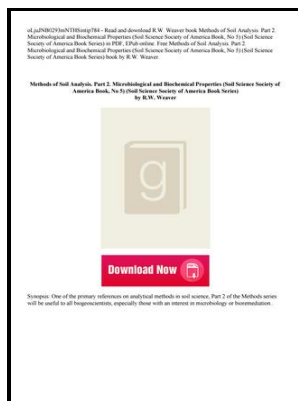 Read and download R.W. Weaver book Methods of Soil Analysis. Part 2.
Microbiological and Biochemical Properties (Soil Science Society of America Book, No 5) (Soil Science
Society of America Book Series) in PDF, EPub online. Free Methods of Soil Analysis. Part 2.
Microbiological and Biochemical Properties (Soil Science Society of America Book, No 5) (Soil Science
Society of America Book Series) book by R.W. Weaver.
Methods of Soil Analysis. Part 2. Microbiological and Biochemical Properties (Soil Science Society of
America Book, No 5) (Soil Science Society of America Book Series)
by R.W. Weaver
g
Download Now
Synopsis: One of the primary references on analytical methods in soil science, Part 2 of the Methods series
will be useful to all biogeoscientists, especially those with an interest in microbiology or bioremediation.